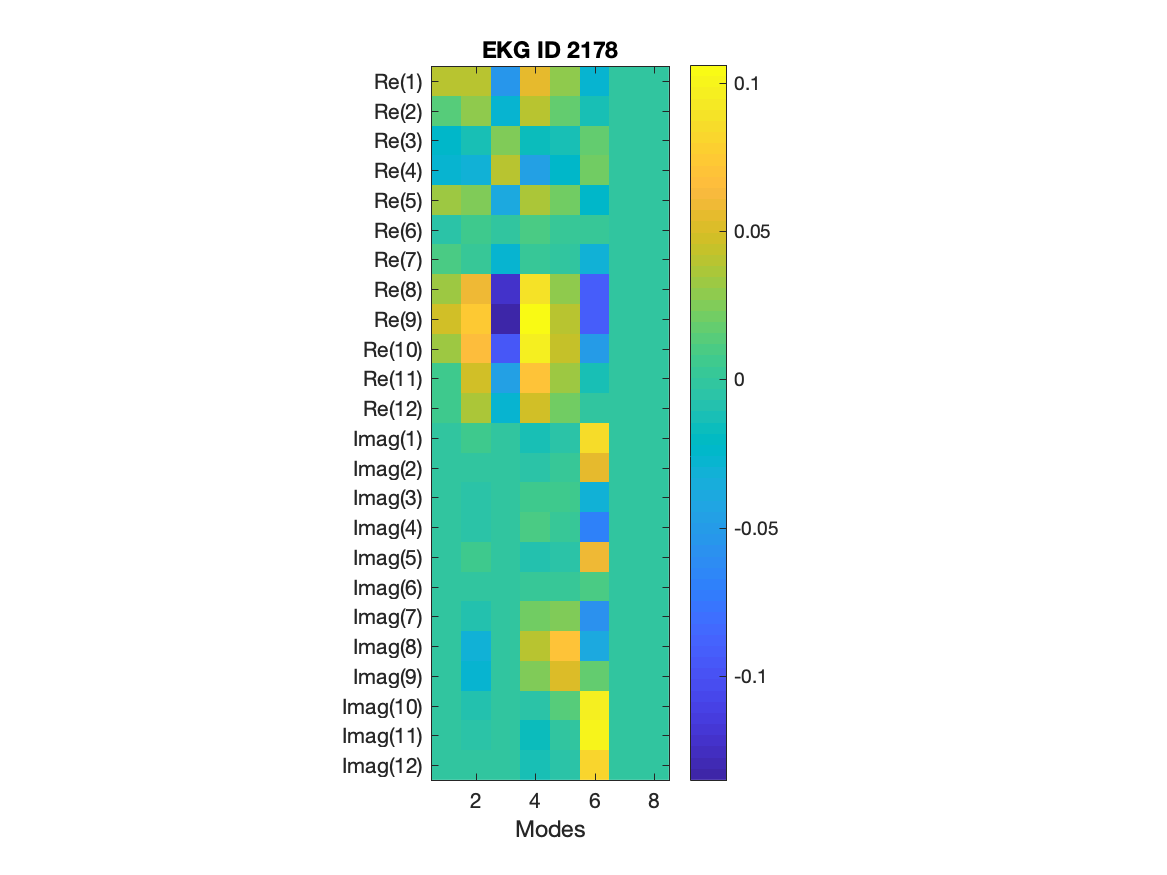 EKG ID 2178
Re(1)
Re(2)
Re(3)
Re(4)
Re(5)
Re(6)
Re(7)
Re(8)
Re(9)
Re(10)
Re(11)
Re(12)
Imag(1)
Imag(2)
Imag(3)
Imag(4)
Imag(5)
Imag(6)
Imag(7)
Imag(8)
Imag(9)
Imag(10)
Imag(11)
Imag(12)
2 4 6 8
Modes
0.1
0.05
0
-0.05
-0.1